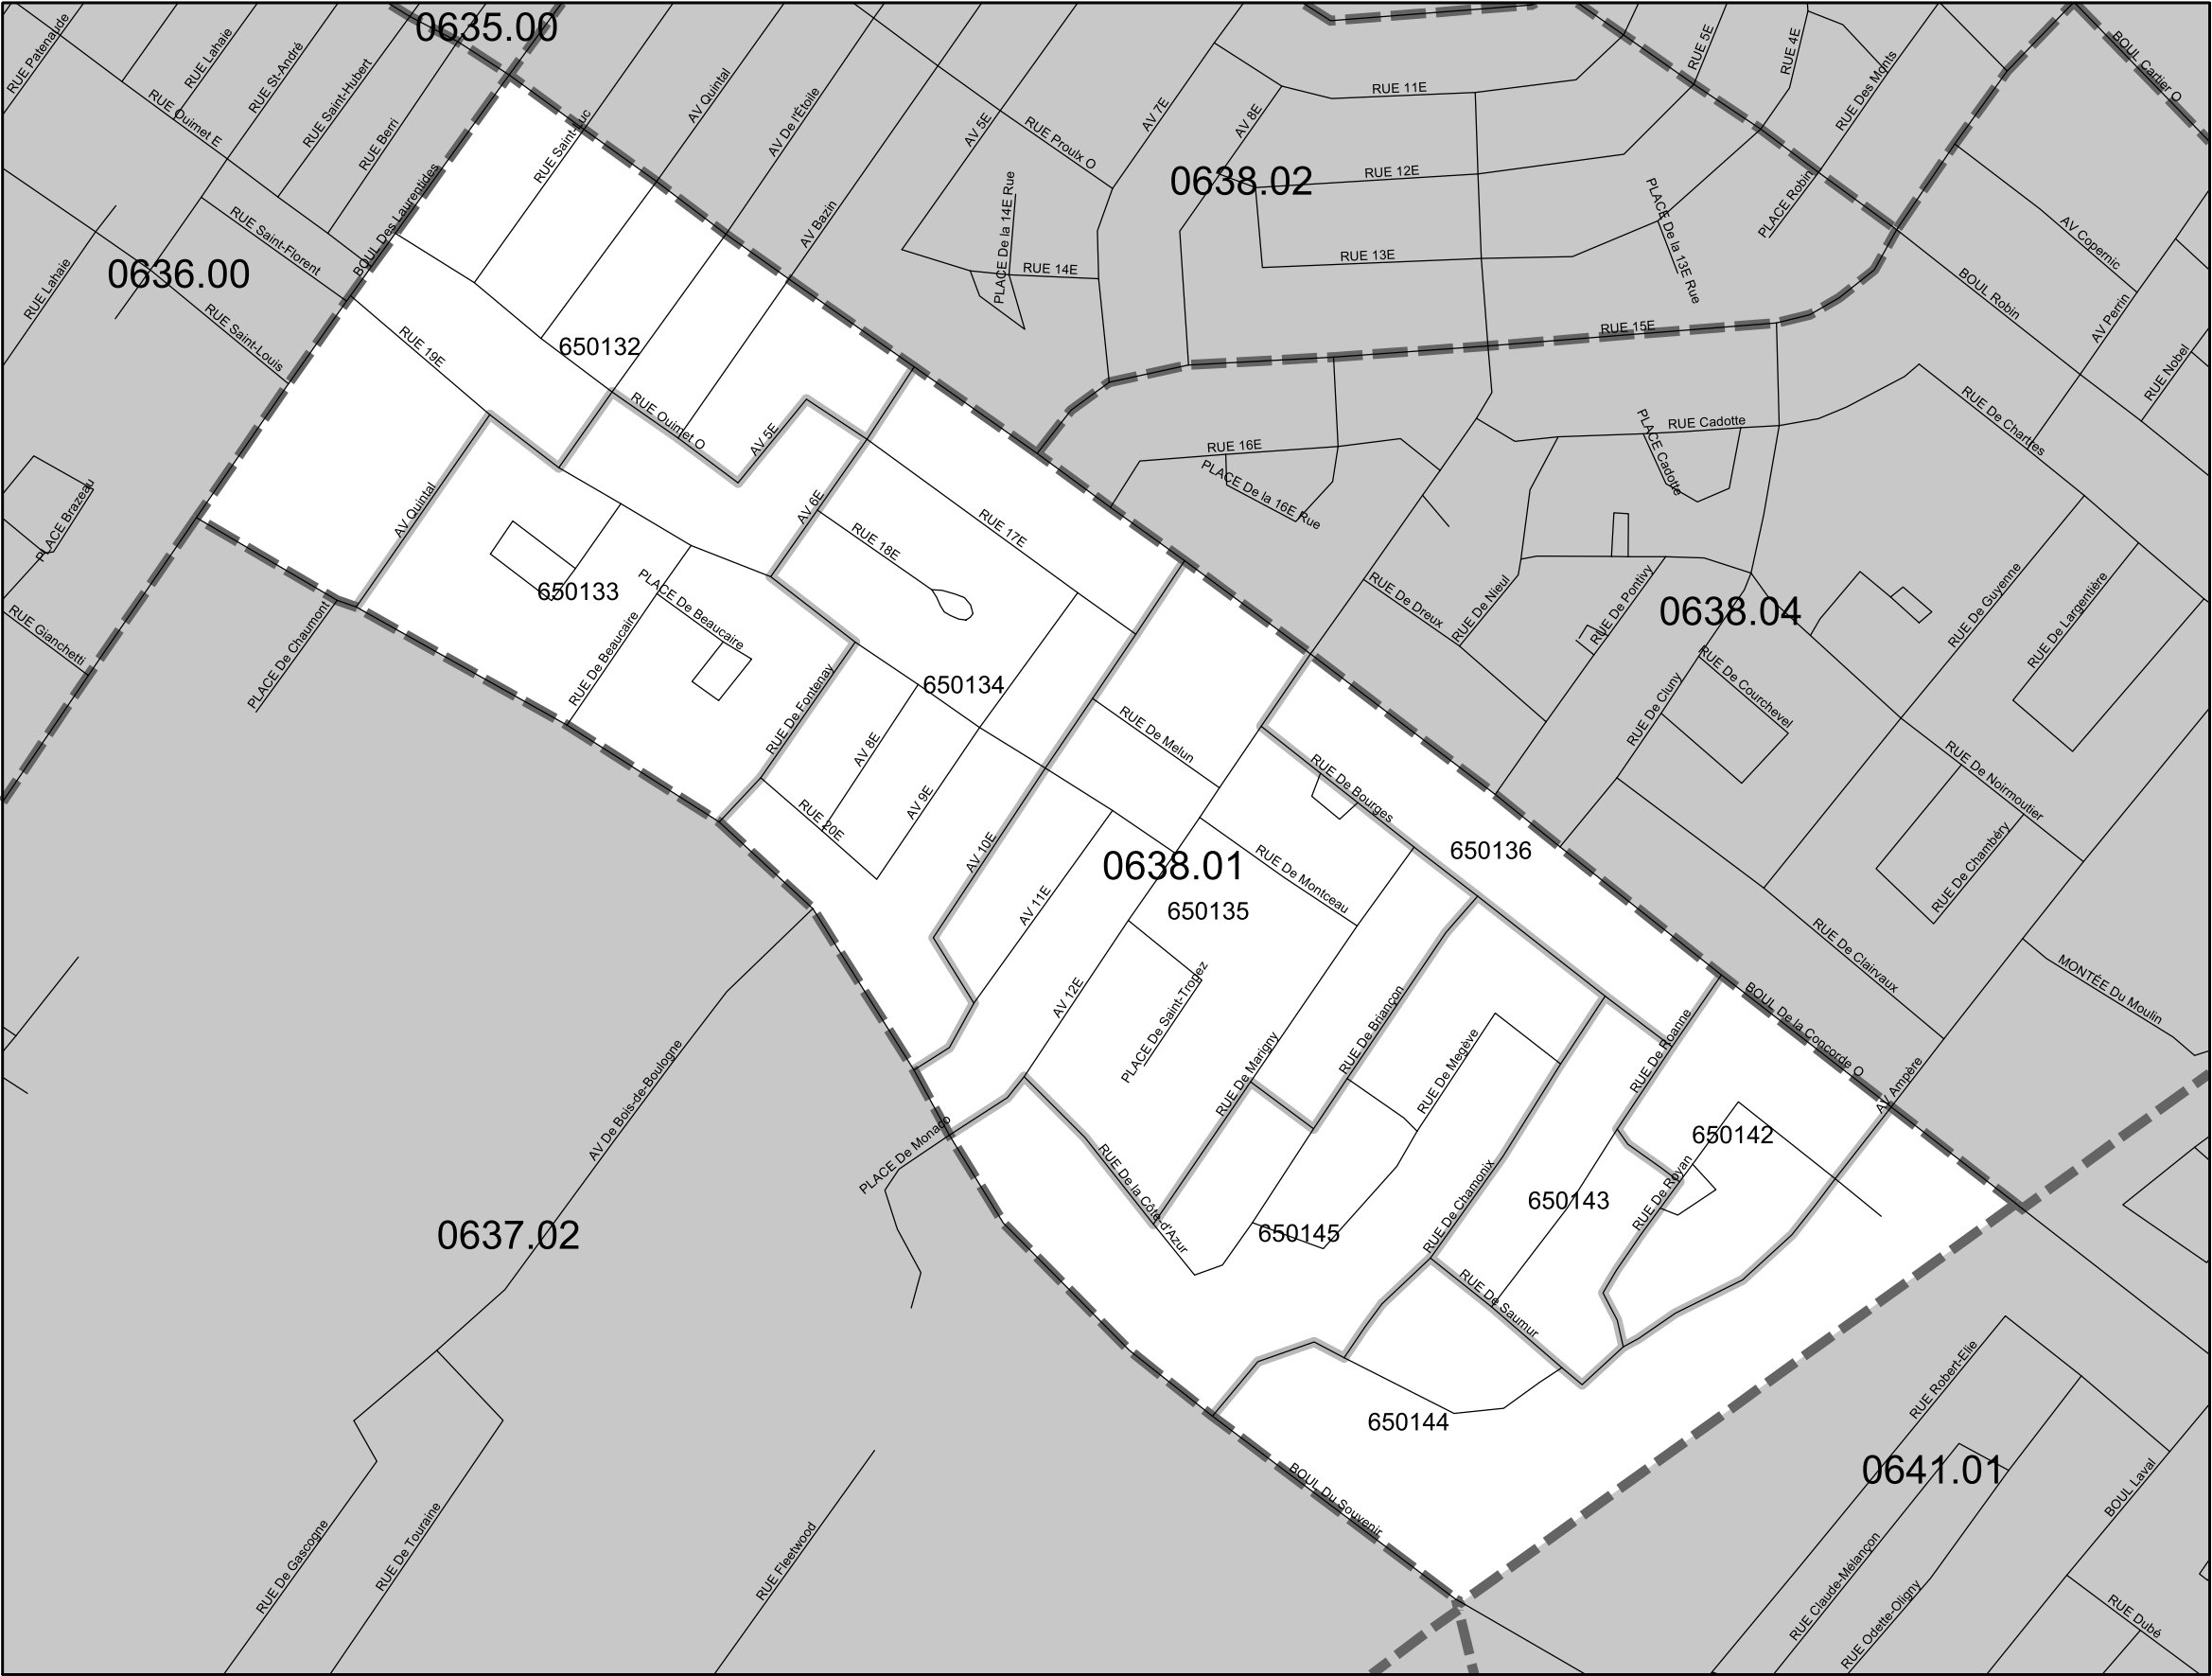 0635.00
RUE Patenaude
RUE Lahaie
RUE St-André
RUE Saint-Hubert
RUE Berri
RUE Ouimet E
RUE Saint-Florent
BOUL Des Laurentides
RUE Saint-Luc
AV Quintal
AV De l'Étoile
AV Bazin
AV 5E
RUE Proulx O
AV 7E
AV 8E
RUE 11E
RUE 5E
RUE 4E
RUE Des Monts
BOUL Cartier O
0638.02
RUE 12E
PLACE Robin
PLACE De la 14E Rue
RUE 14E
RUE 13E
PLACE De la 13E Rue
AV Copernic
BOUL Robin
AV Perrin
RUE Nobel
0636.00
RUE Lahaie
RUE Saint-Louis
RUE 19E
650132
RUE 15E
RUE Ouimet O
AV 5E
RUE 16E
PLACE De la 16E Rue
PLACE Cadotte
RUE Cadotte
RUE De Chartres
PLACE Brazeau
AV Quintal
AV 6E
RUE 17E
RUE 18E
650133
PLACE De Beaucaire
RUE De Beaucaire
RUE Gianchetti
PLACE De Chaumont
RUE De Fontenay
650134
RUE De Dreux
RUE De Nieul
RUE De Pontivy
0638.04
RUE De Guyenne
RUE De Largentière
RUE De Courchevel
RUE De Cluny
RUE De Melun
AV 8E
AV 9E
RUE 20E
RUE De Bourges
RUE De Noirmoutier
RUE De Chambéry
AV 10E
0638.01
650136
RUE De Montceau
650135
AV 11E
AV 12E
PLACE De Saint-Tropez
RUE De Clairvaux
MONTÉE Du Moulin
BOUL De la Concorde O
RUE De Briançon
RUE De Roanne
RUE De Megève
RUE De Marigny
AV Ampère
AV De Bois-de-Boulogne
PLACE De Monaco
RUE De la Côte-d'Azur
650142
RUE De Royan
RUE De Chamonix
650143
650145
0637.02
RUE De Saumur
650144
RUE Robert-Elie
0641.01
BOUL Laval
BOUL Du Souvenir
RUE De Gascogne
RUE De Touraine
RUE Fleetwood
RUE Claude-Mélançon
RUE Odette-Oligny
RUE Dubé